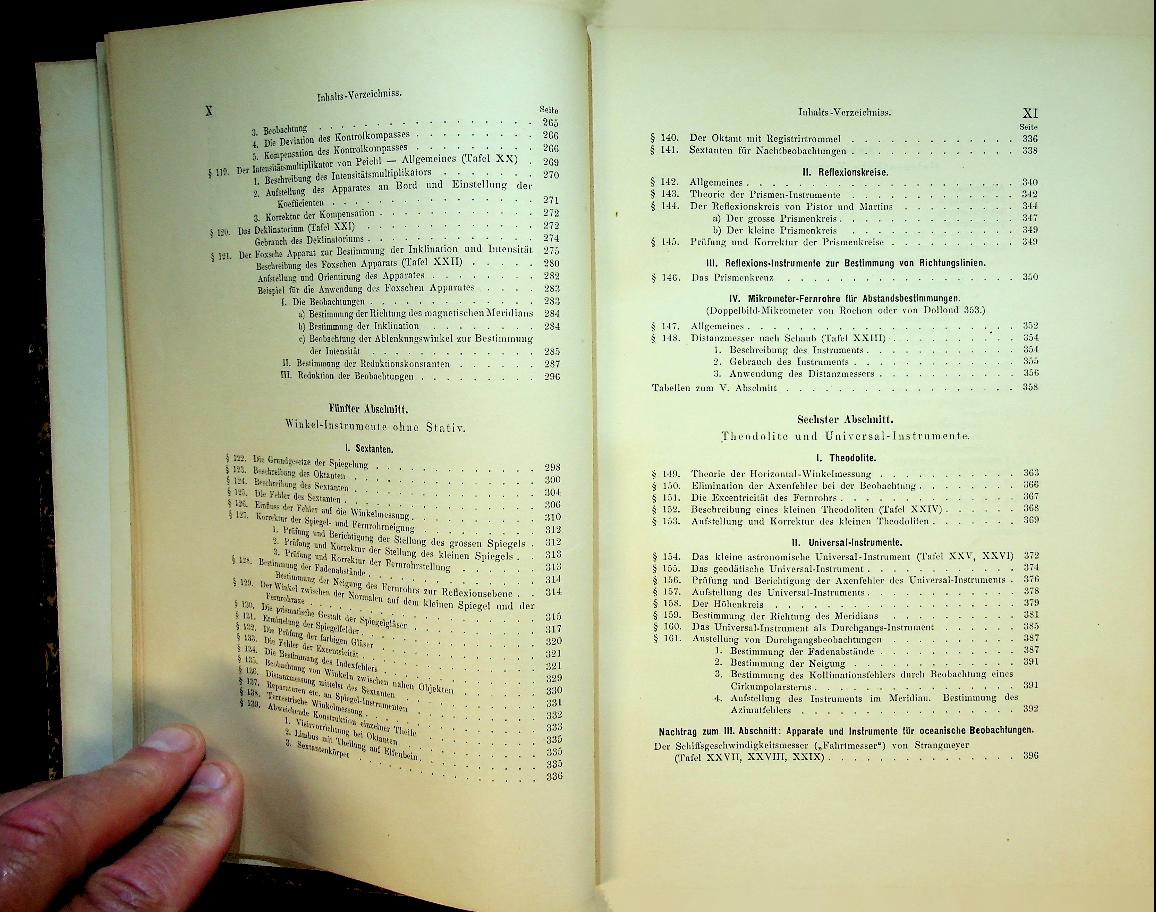 X
Inhalts-Verzeichniss.
Seite
3. Beobachtung . . . 265
4. Die Deviation des Kontrolkompasses . . . 266
5. Kompensation des Kontrolkompasses . . . 266
§ 119. Der Intensitätsmultiplikator von Peichl — Allgemeines (Tafel XX) . 269
1. Beschreibung des Intensitätsmultiplikators . . . 270
2. Aufstellung des Apparates an Bord und Einstellung der
Koefficienten . . . 271
3. Korrektur der Kompensation . . . 272
§ 120. Das Deklinatorium (Tafel XXI) . . . 272
Gebrauch des Deklinatoriums . . . 274
§ 121. Der Foxsche Apparat zur Bestimmung der Inklination und Intensität 275
Beschreibung des Foxschen Apparats (Tafel XXII) . . . 280
Aufstellung und Orientirung des Apparates . . . 282
Beispiel für die Anwendung des Foxschen Apparates . . . 283
I. Die Beobachtungen . . . 283
a) Bestimmung der Richtung des magnetischen Meridians 284
b) Bestimmung der Inklination . . . 284
c) Beobachtung der Ablenkungswinkel zur Bestimmung
der Intensität . . . 285
II. Bestimmung der Reduktionskonstanten . . . 287
III. Reduktion der Beobachtungen . . . 296
Fünfter Abschnitt.
Winkel-Instrumente ohne Stativ.
I. Sextanten.
§ 122. Die Grundgesetze der Spiegelung . . . 298
§ 123. Beschreibung des Oktanten . . . 300
§ 124. Beschreibung des Sextanten . . . 304
§ 125. Die Fehler des Sextanten . . . 306
§ 126. Einfluss der Fehler auf die Winkelmessung . . . 310
§ 127. Korrektur der Spiegel- und Fernrohrneigung . . . 312
1. Prüfung und Berichtigung der Stellung des grossen Spiegels . 312
2. Prüfung und Korrektur der Stellung des kleinen Spiegels . 313
3. Prüfung und Korrektur der Fernrohrstellung . . . 313
§ 128. Bestimmung der Fadenabstände . . . 314
Bestimmung der Neigung des Fernrohrs zur Reflexionsebene . . 314
§ 129. Der Winkel zwischen der Normalen auf dem kleinen Spiegel und der
Fernrohraxe . . . 315
§ 130. Die prismatische Gestalt der Spiegelgläser . . . 317
§ 131. Ermittelung der Spiegelfehler . . . 320
§ 132. Die Prüfung der farbigen Gläser . . . 321
§ 133. Die Fehler der Excentricität . . . 321
§ 134. Die Bestimmung des Indexfehlers . . . 329
§ 135. Beobachtung von Winkeln zwischen nahen Objekten . . . 330
§ 136. Distanzmessung mittelst des Sextanten . . . 331
§ 137. Reparaturen etc. an Spiegel-Instrumenten . . . 332
§ 138. Terrestrische Winkelmessung . . . 333
§ 139. Abweichende Konstruktion einzelner Theile . . . 335
1. Visirvorrichtung bei Oktanten . . . 335
2. Limbus mit Theilung auf Elfenbein . . . 335
3. Sextantenkörper . . . 336
Inhalts-Verzeichniss.
XI
Seite
§ 140. Der Oktant mit Registrirtrommel . . . 336
§ 141. Sextanten für Nachtbeobachtungen . . . 338
II. Reflexionskreise.
§ 142. Allgemeines . . . 340
§ 143. Theorie der Prismen-Instrumente . . . 342
§ 144. Der Reflexionskreis von Pistor und Martins . . . 344
a) Der grosse Prismenkreis . . . 347
b) Der kleine Prismenkreis . . . 349
§ 145. Prüfung und Korrektur der Prismenkreise . . . 349
III. Reflexions-Instrumente zur Bestimmung von Richtungslinien.
§ 146. Das Prismenkreuz . . . 350
IV. Mikrometer-Fernrohre für Abstandsbestimmungen.
(Doppelbild-Mikrometer von Rochon oder von Dollond 353.)
§ 147. Allgemeines . . . 352
§ 148. Distanzmesser nach Schaub (Tafel XXIII) . . . 354
1. Beschreibung des Instruments . . . 354
2. Gebrauch des Instruments . . . 355
3. Anwendung des Distanzmessers . . . 356
Tabellen zum V. Abschnitt . . . 358
Sechster Abschnitt.
Theodolite und Universal-Instrumente.
I. Theodolite.
§ 149. Theorie der Horizontal-Winkelmessung . . . 363
§ 150. Elimination der Axenfehler bei der Beobachtung . . . 366
§ 151. Die Excentricität des Fernrohrs . . . 367
§ 152. Beschreibung eines kleinen Theodoliten (Tafel XXIV) . . . 368
§ 153. Aufstellung und Korrektur des kleinen Theodoliten . . . 369
II. Universal-Instrumente.
§ 154. Das kleine astronomische Universal-Instrument (Tafel XXV, XXVI) 372
§ 155. Das geodätische Universal-Instrument . . . 374
§ 156. Prüfung und Berichtigung der Axenfehler des Universal-Instruments . 376
§ 157. Aufstellung des Universal-Instruments . . . 378
§ 158. Der Höhenkreis . . . 379
§ 159. Bestimmung der Richtung des Meridians . . . 381
§ 160. Das Universal-Instrument als Durchgangs-Instrument . . . 385
§ 161. Anstellung von Durchgangsbeobachtungen . . . 387
1. Bestimmung der Fadenabstände . . . 387
2. Bestimmung der Neigung . . . 391
3. Bestimmung des Kollimationsfehlers durch Beobachtung eines
Cirkumpolarsterns . . . 391
4. Aufstellung des Instruments im Meridian. Bestimmung des
Azimutfehlers . . . 392
Nachtrag zum III. Abschnitt: Apparate und Instrumente für oceanische Beobachtungen.
Der Schiffsgeschwindigkeitsmesser („Fahrtmesser“) von Strangmeyer
(Tafel XXVII, XXVIII, XXIX) . . . 396